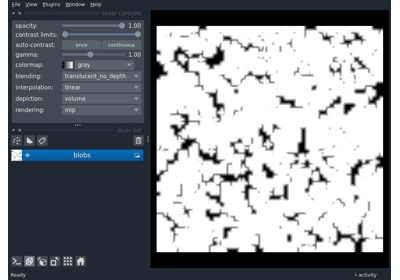 File View Plugins Window Help
layer controls
opacity: 1.00
contrast limits:
auto-contrast: once continuous
gamma: 1.00
colormap: gray
blending: translucent_no_depth
interpolation: linear
depiction: volume
rendering: mip
layer list
blobs
Ready
activity